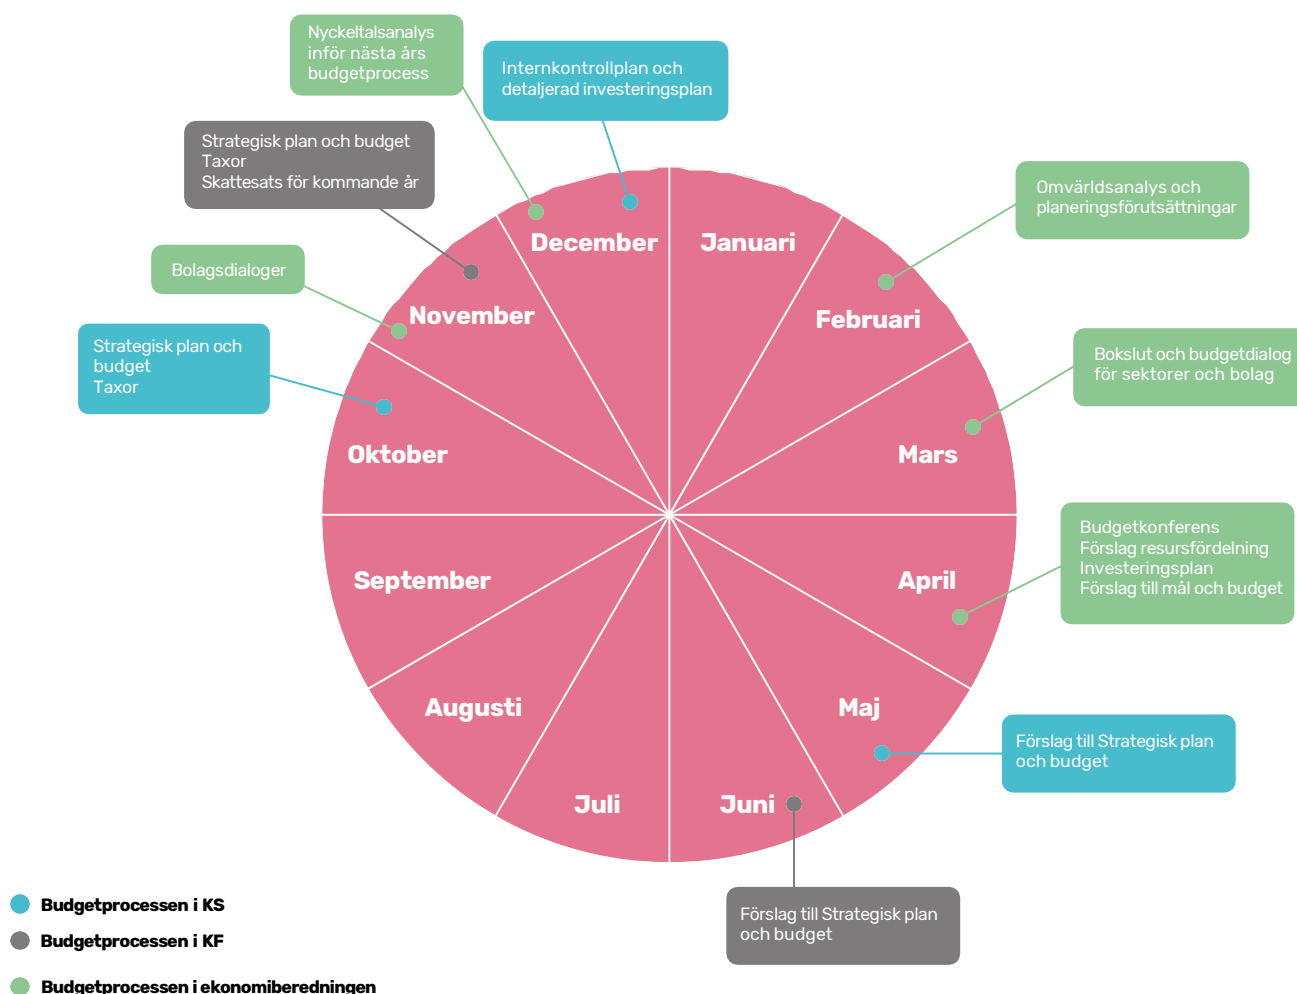 Nyckeltalsanalys
inför nästa års
budgetprocess
Internkontrollplan och
detaljerad investeringsplan
Strategisk plan och budget
Taxor
Skattesats för kommande år
Omvärldsanalys och
planeringsförutsättningar
Bolagsdialoger
Strategisk plan och
budget
Taxor
Bokslut och budgetdialog
för sektorer och bolag
Budgetkonferens
Förslag resursfördelning
Investeringsplan
Förslag till mål och budget
Förslag till Strategisk plan
och budget
Förslag till Strategisk plan
och budget
Januari
Februari
Mars
April
Maj
Juni
Juli
Augusti
September
Oktober
November
December
Budgetprocessen i KS
Budgetprocessen i KF
Budgetprocessen i ekonomiberedningen